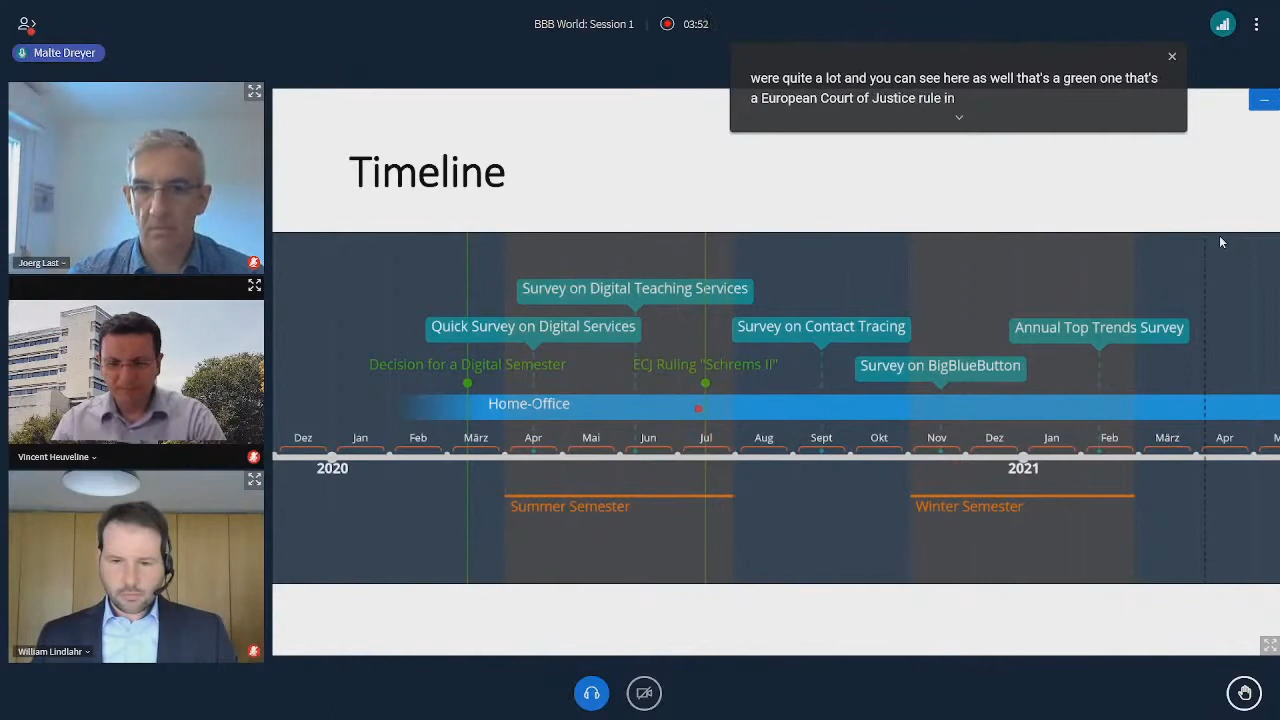 BBB World: Session 1
03:52
Malte Dreyer
were quite a lot and you can see here as well that's a green one that's
a European Court of Justice rule in
Joerg Last
Vincent Heuveline
William Lindlahr
Timeline
Survey on Digital Teaching Services
Quick Survey on Digital Services
Survey on Contact Tracing
Annual Top Trends Survey
Decision for a Digital Semester
ECJ Ruling "Schrems II"
Survey on BigBlueButton
Home-Office
Dez Jan Feb März Apr Mai Jun Jul Aug Sept Okt Nov Dez Jan Feb März Apr M
2020 2021
Summer Semester
Winter Semester